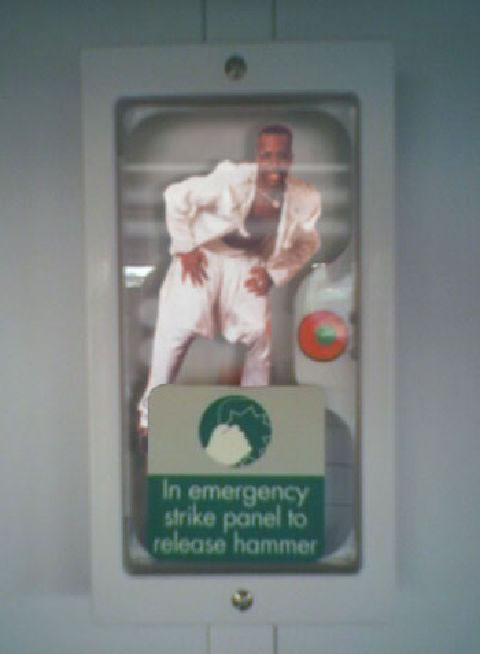 In emergency
strike panel to
release hammer